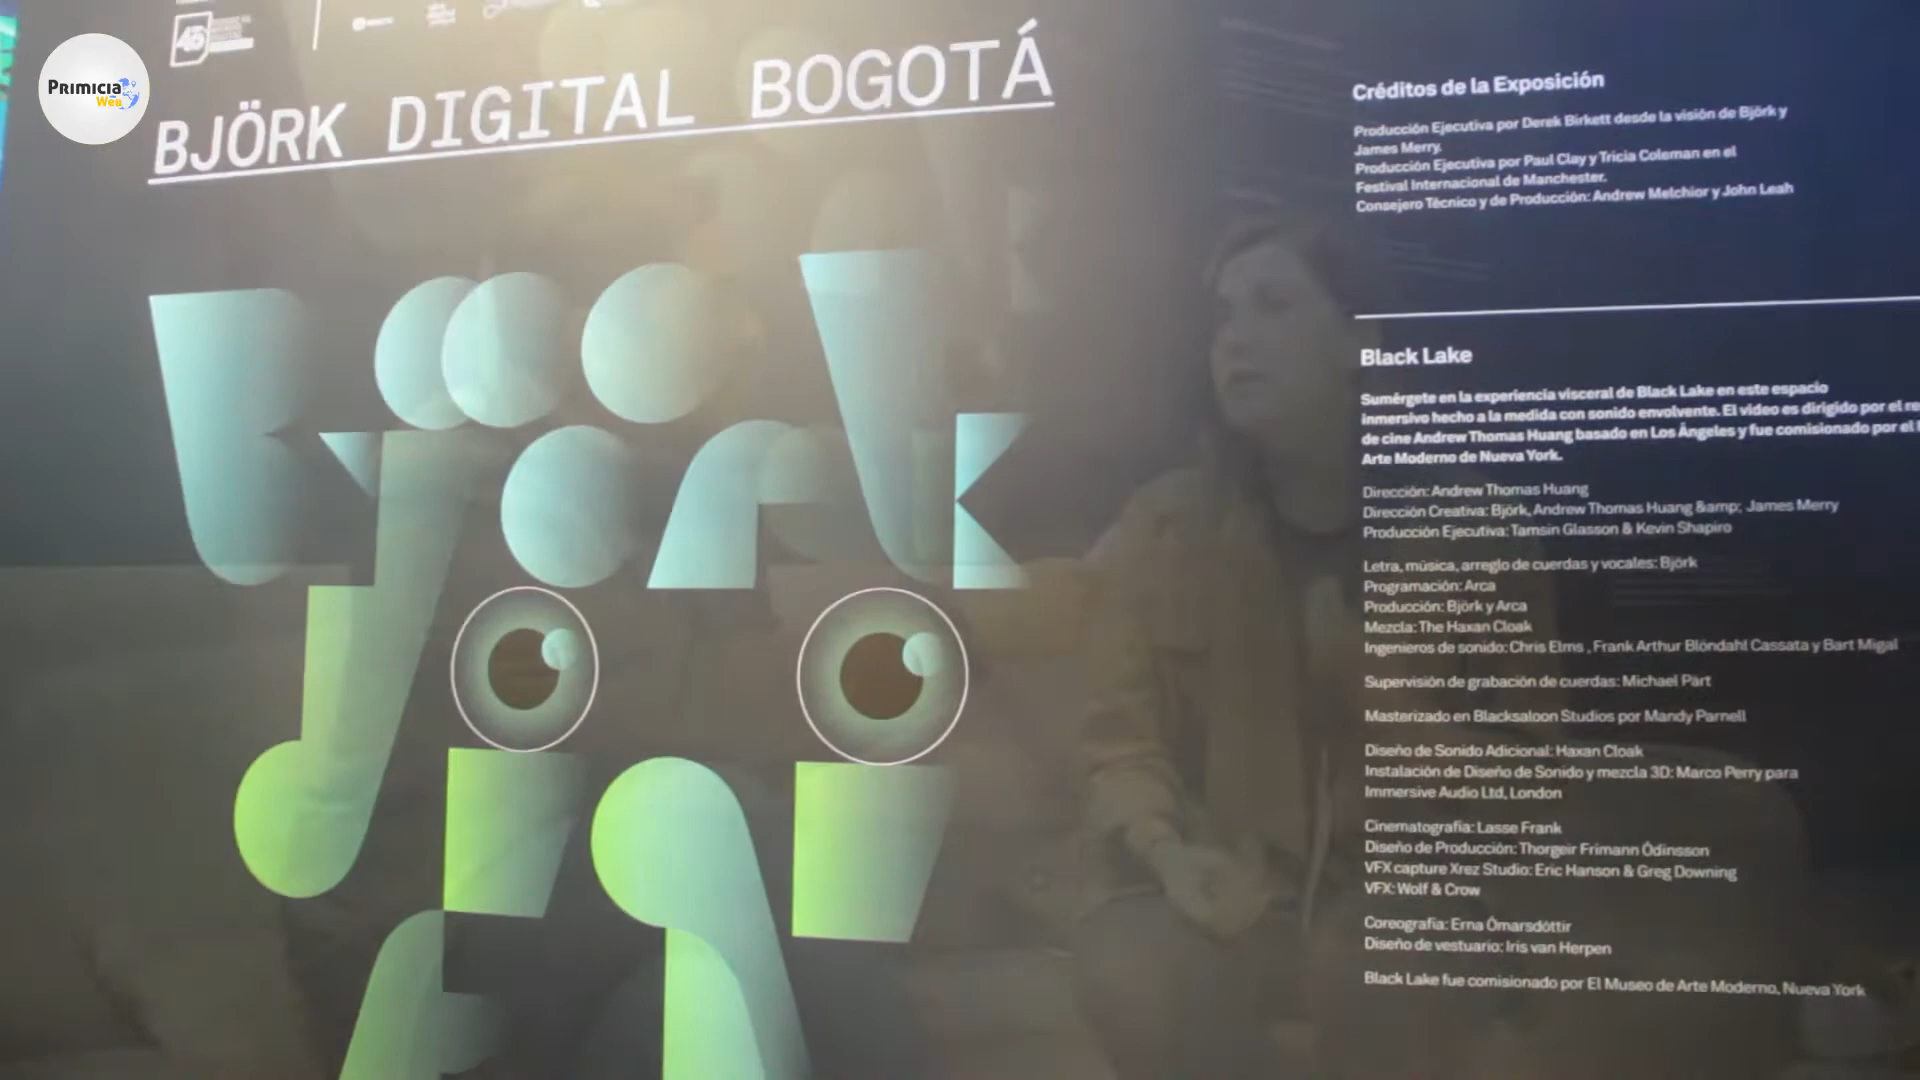 PRIMICIA
Web
BJÖRK DIGITAL BOGOTÁ
björk
Créditos de la Exposición
Producción Ejecutiva por Derek Birkett desde la visión de Björk y
James Merry.
Producción Ejecutiva por Paul Clay y Tricia Coleman en el
Festival Internacional de Manchester.
Consejero Técnico y de Producción: Andrew Melchior y John Leah
Black Lake
Sumérgete en la experiencia visceral de Black Lake en este espacio
inmersivo hecho a la medida con sonido envolvente. El video es dirigido por el
de cine Andrew Thomas Huang basado en Los Ángeles y fue comisionado por el
Arte Moderno de Nueva York.
Dirección: Andrew Thomas Huang
Dirección Creativa: Björk, Andrew Thomas Huang &amp; James Merry
Producción Ejecutiva: Tamsin Glasson & Kevin Shapiro
Letra, música, arreglo de cuerdas y vocales: Björk
Programación: Arca
Producción: Björk y Arca
Mezcla: The Haxan Cloak
Ingenieros de sonido: Chris Elms , Frank Arthur Blöndahl Cassata y Bart Migal
Supervisión de grabación de cuerdas: Michael Pärt
Masterizado en Blacksaloon Studios por Mandy Parnell
Diseño de Sonido Adicional: Haxan Cloak
Instalación de Diseño de Sonido y mezcla 3D: Marco Perry para
Immersive Audio Ltd, London
Cinematografía: Lasse Frank
Diseño de Producción: Thorgeir Frimann Ódinsson
VFX capture Xrez Studio: Eric Hanson & Greg Downing
VFX: Wolf & Crow
Coreografía: Erna Ómarsdóttir
Diseño de vestuario: Iris van Herpen
Black Lake fue comisionado por El Museo de Arte Moderno, Nueva York